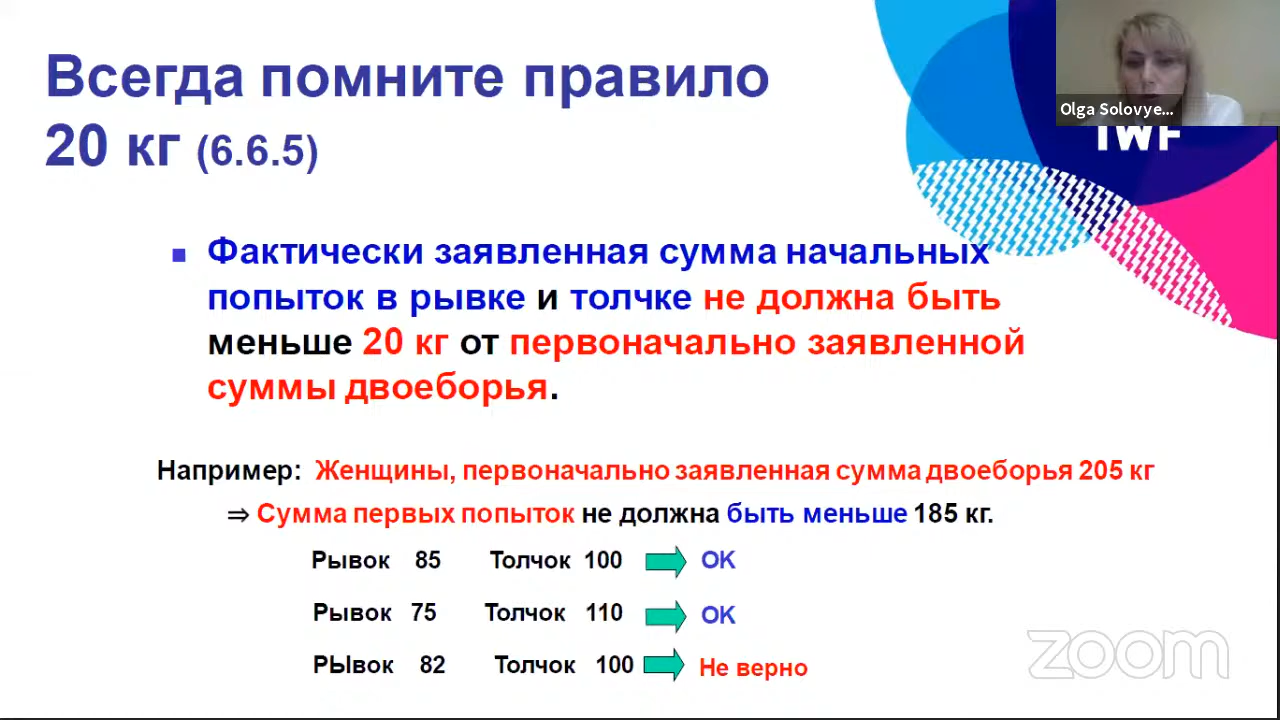 Всегда помните правило
20 кг (6.6.5)
Olga Solovye...
IWF
Фактически заявленная сумма начальных
попыток в рывке и толчке не должна быть
меньше 20 кг от первоначально заявленной
суммы двоеборья.
Например: Женщины, первоначально заявленная сумма двоеборья 205 кг
⇒ Сумма первых попыток не должна быть меньше 185 кг.
Рывок 85 Толчок 100 OK
Рывок 75 Толчок 110 OK
РЫвок 82 Толчок 100 Не верно
zoom